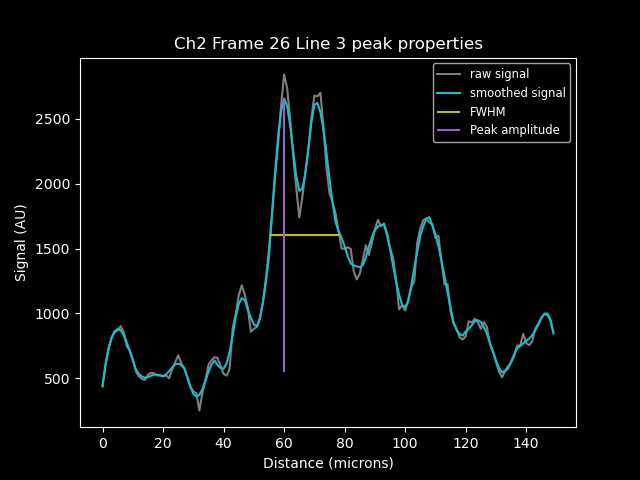 Ch2 Frame 26 Line 3 peak properties
raw signal
smoothed signal
FWHM
Peak amplitude
Signal (AU)
2500
2000
1500
1000
500
0 20 40 60 80 100 120 140
Distance (microns)